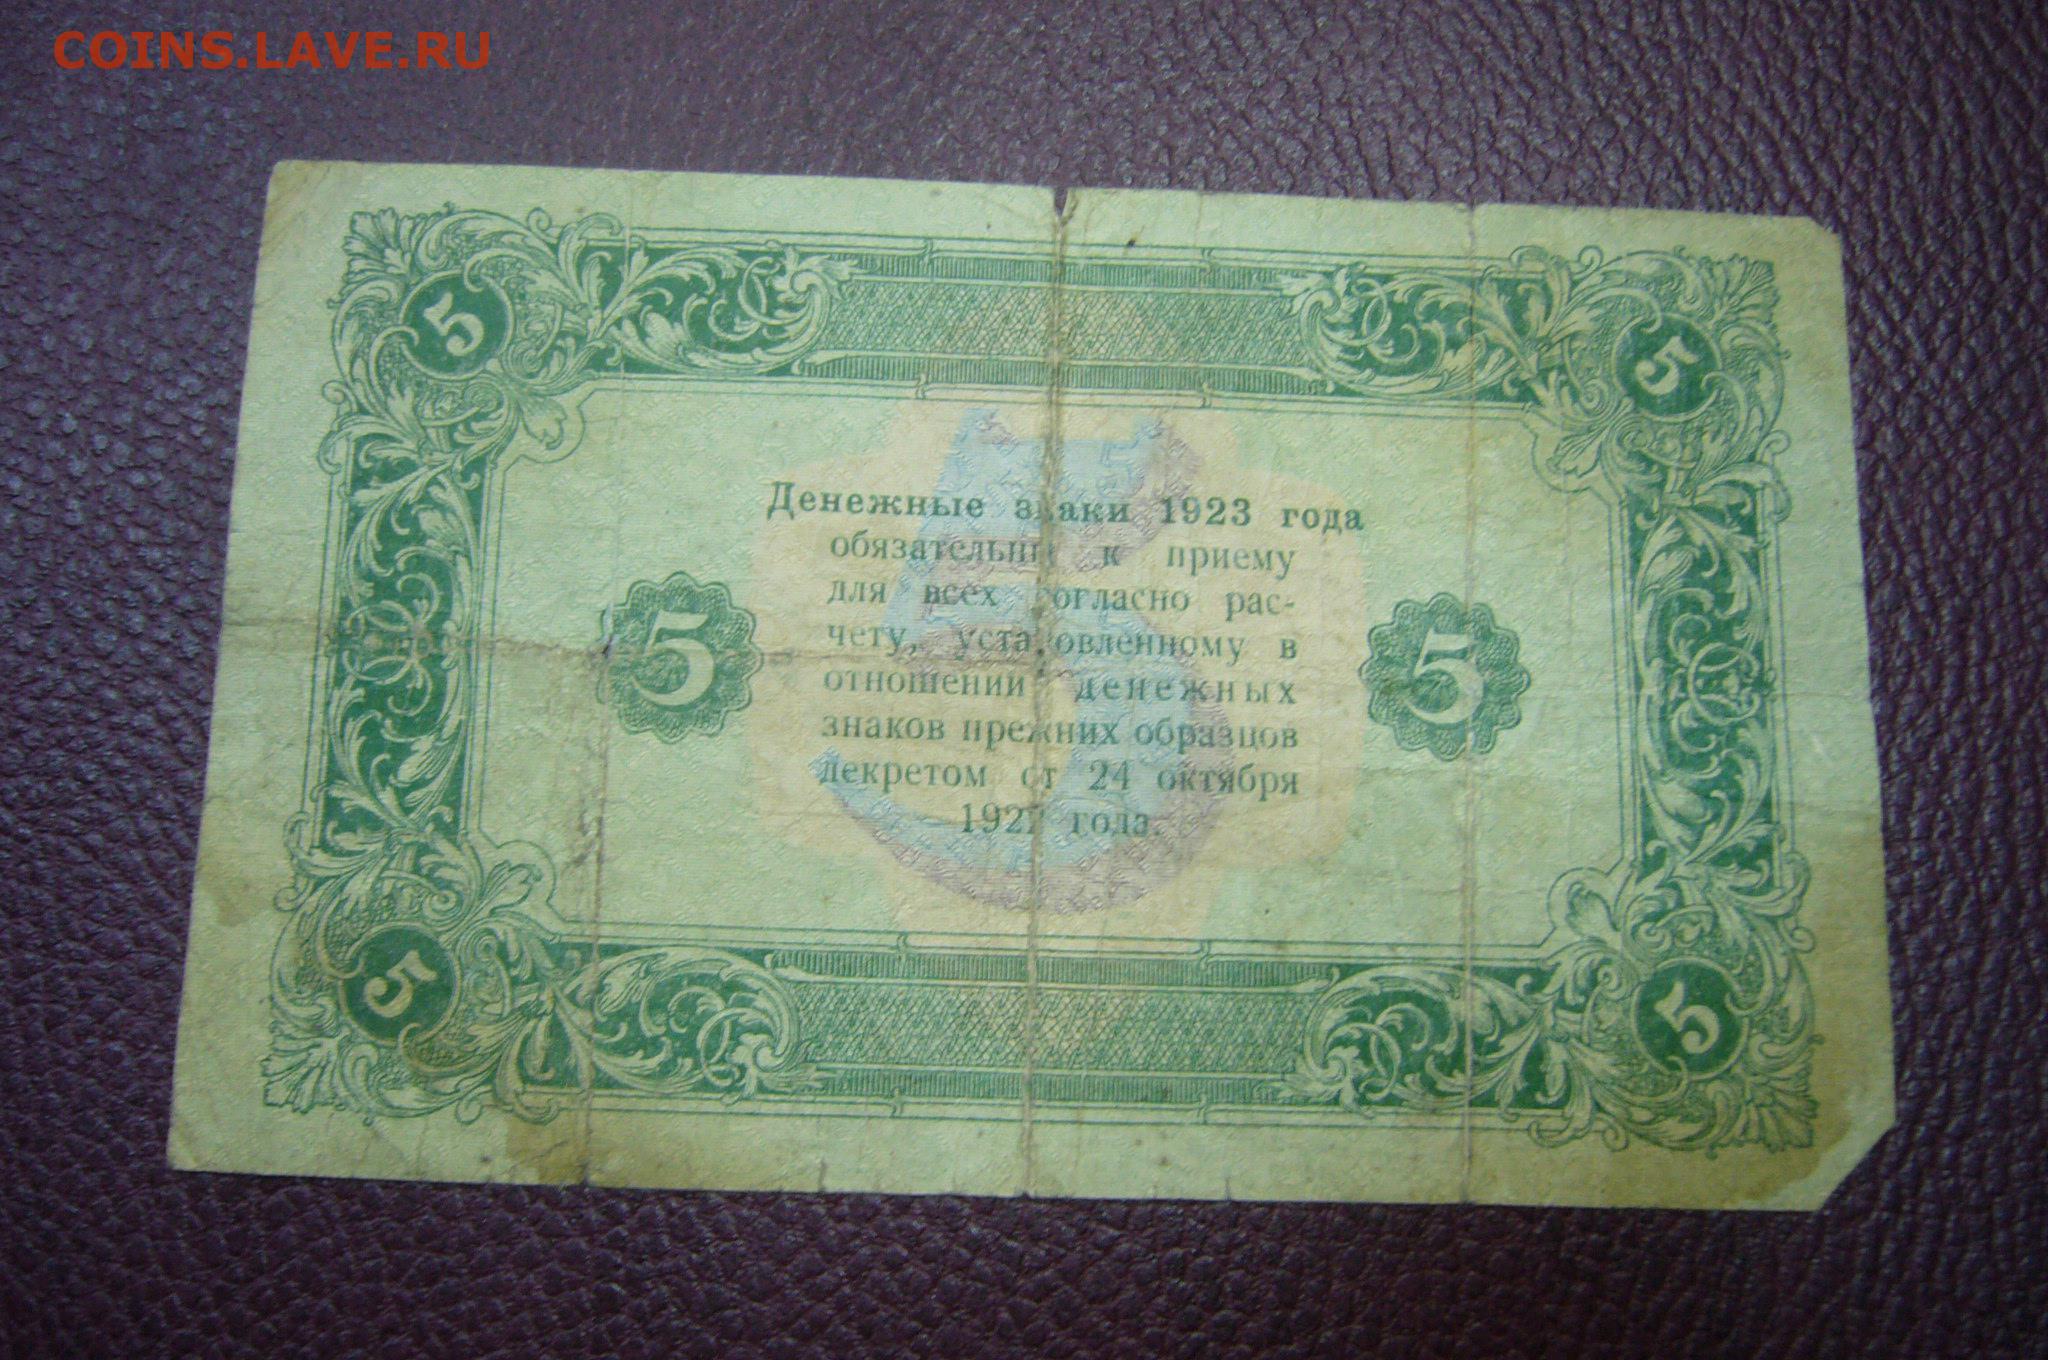 COINS.LAVE.RU
5
5
Денежные знаки 1923 года
обязательны к приему
для всех согласно рас-
чету, установленному в
5
5
отношении денежных
знаков прежних образцов
декретом от 24 октября
1922 года.
5
5